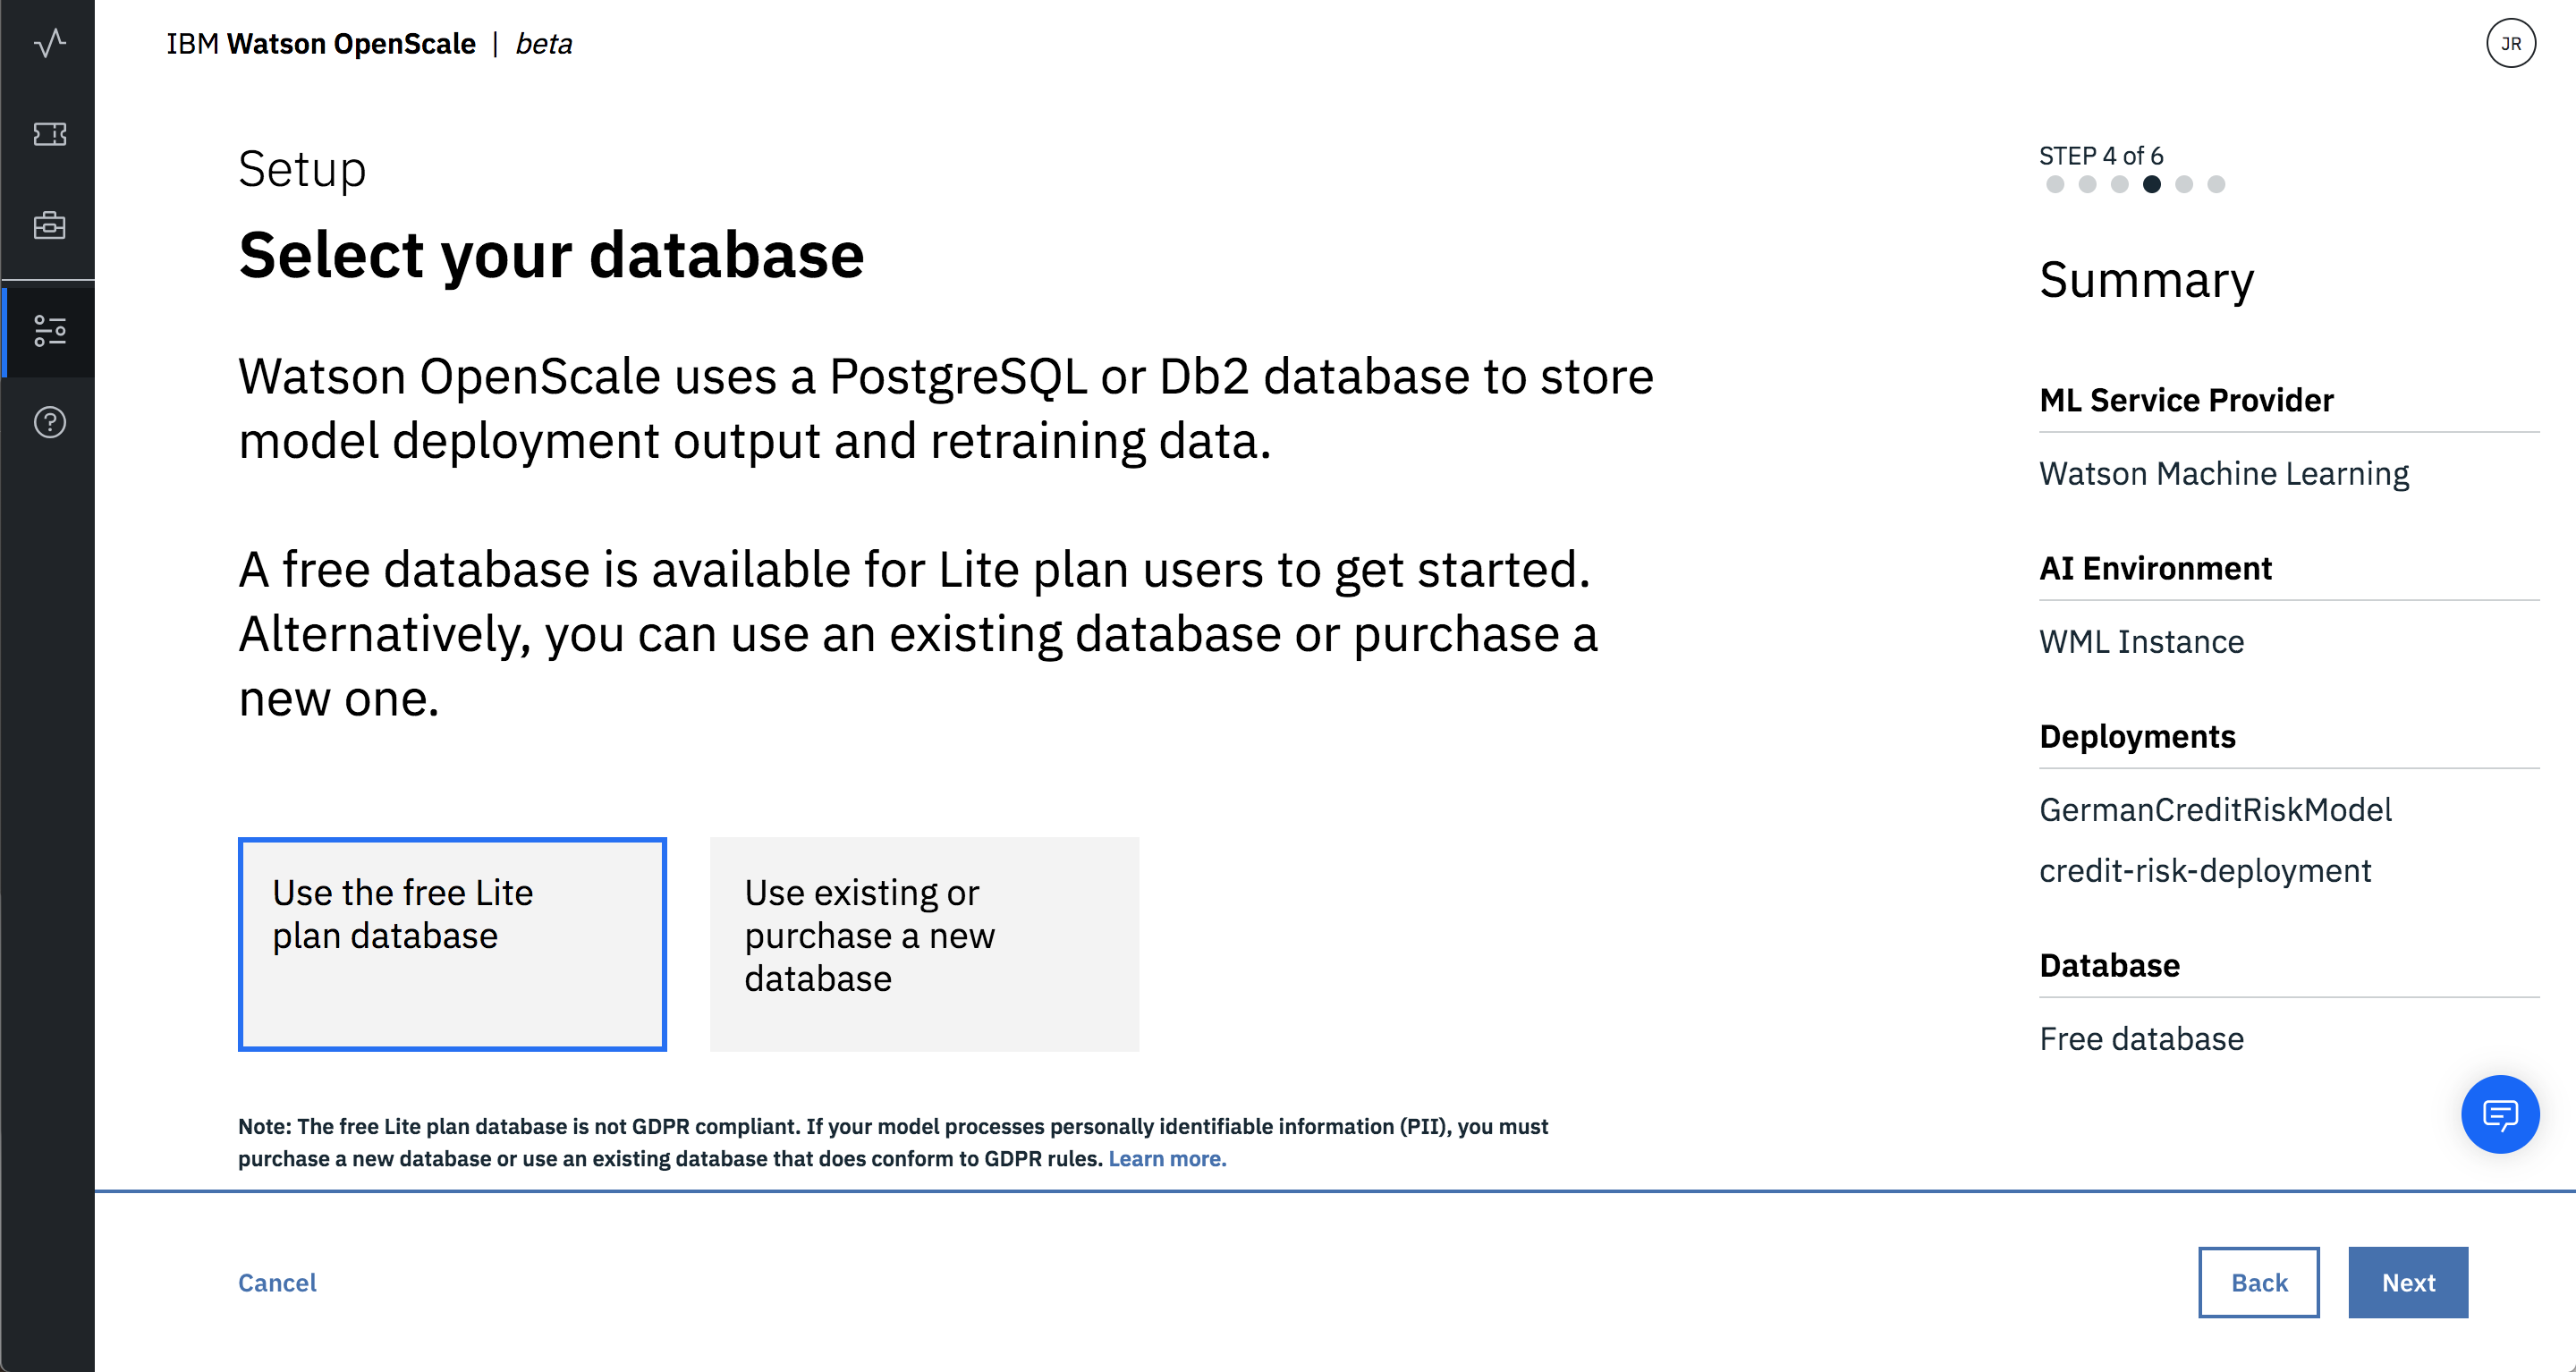 IBM Watson OpenScale | beta
JR
Setup
Select your database
Watson OpenScale uses a PostgreSQL or Db2 database to store
model deployment output and retraining data.
A free database is available for Lite plan users to get started.
Alternatively, you can use an existing database or purchase a
new one.
Use the free Lite
plan database
Use existing or
purchase a new
database
Note: The free Lite plan database is not GDPR compliant. If your model processes personally identifiable information (PII), you must
purchase a new database or use an existing database that does conform to GDPR rules. Learn more.
STEP 4 of 6
Summary
ML Service Provider
Watson Machine Learning
AI Environment
WML Instance
Deployments
GermanCreditRiskModel
credit-risk-deployment
Database
Free database
Cancel
Back
Next